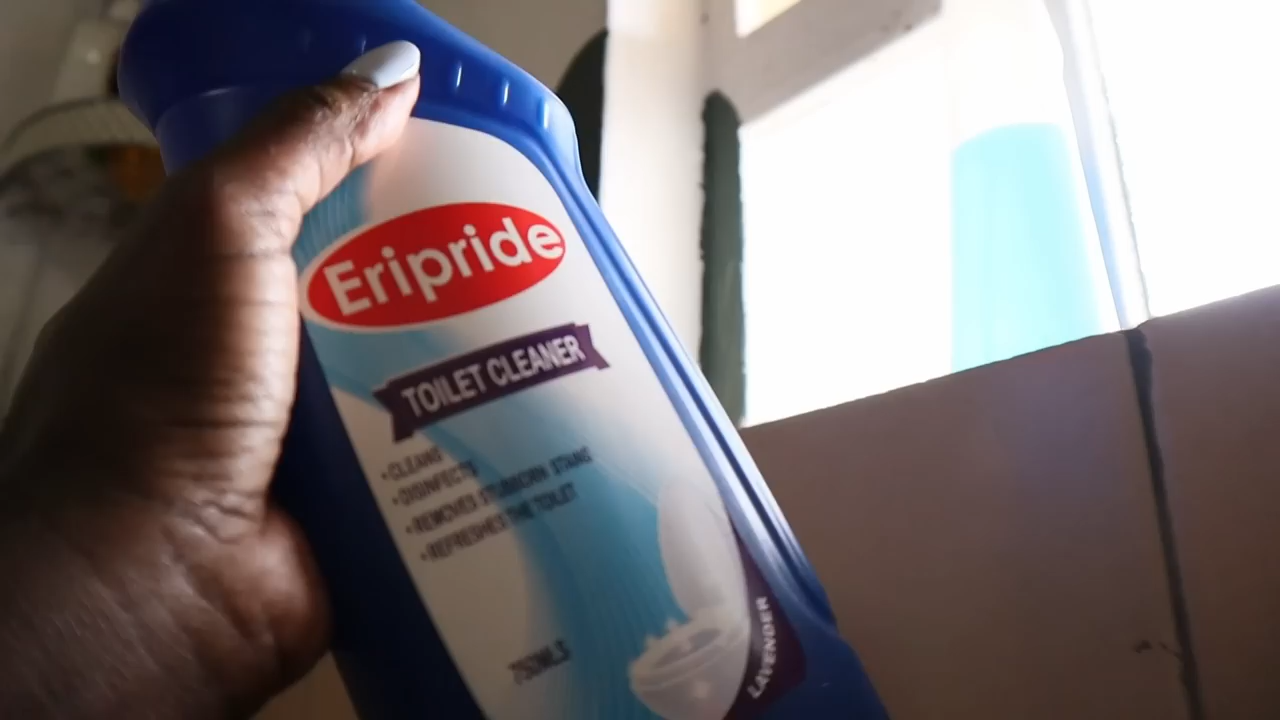 Eripride
TOILET CLEANER
• CLEANS
• DISINFECTS
• REMOVES STUBBORN STAINS
• REFRESHES THE TOILET
750MLS
LAVENDER